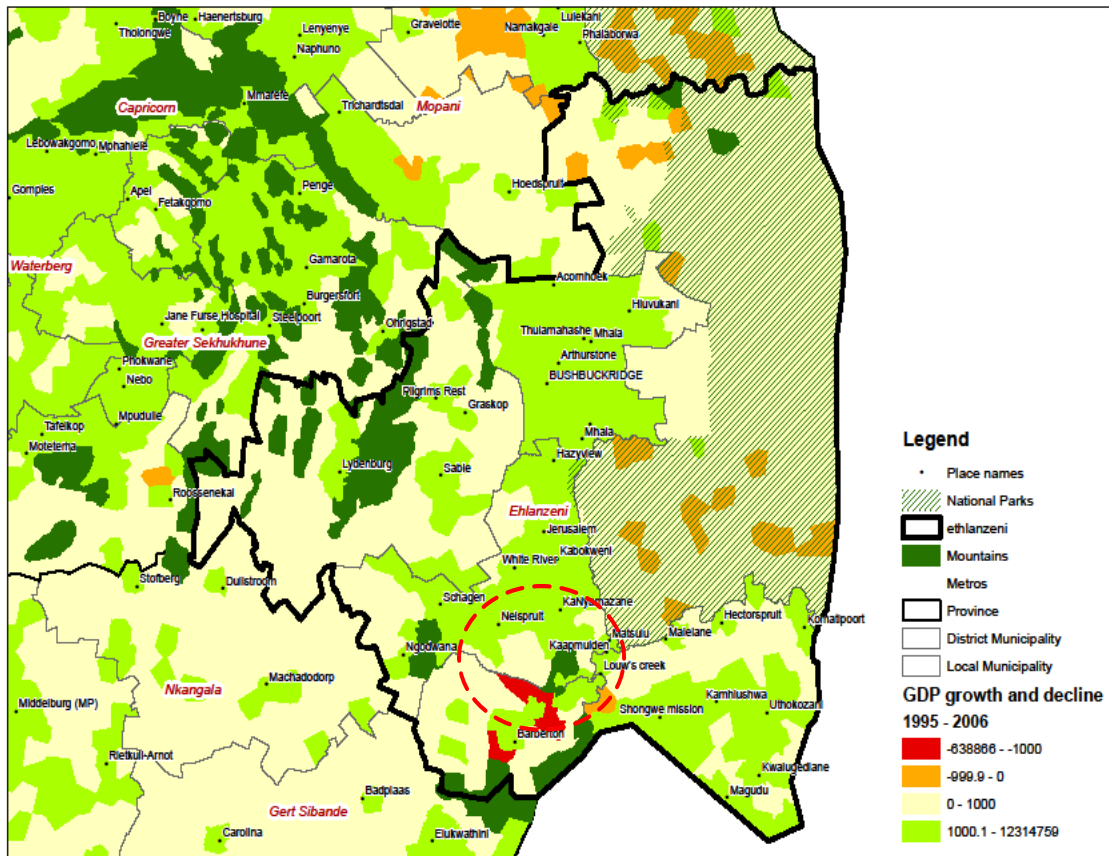 Boyne
Haenertsburg
Tholongwe
Lenyenye
Naphuno
Gravelotte
Namakgale
Lulekani
Phalaborwa
Capricorn
Mmarefe
Trichardtsdal
Mopani
Lebowakgomo
Mphahlele
Gomples
Apel
Fetakgomo
Penge
Hoedspruit
Waterberg
Gamarota
Burgersfort
Acornhoek
Jane Furse Hospital
Steelpoort
Ohrigstad
Hluvukani
Greater Sekhukhune
Thulamahashe
Mhala
Phokwane
Arthurstone
Nebo
BUSHBUCKRIDGE
Pilgrims Rest
Graskop
Tafelkop
Mpudulle
Motetema
Mhala
Lydenburg
Sabie
Hazyview
Roossenekal
Ehlanzeni
Jerusalem
White River
Kabokweni
Stofberg
Dullstroom
Schagen
KaNyamazane
Nelspruit
Hectorspruit
Komatipoort
Matsulu
Malelane
Ngodwana
Kaapmuiden
Louw's creek
Nkangala
Machadodorp
Kamhlushwa
Middelburg (MP)
Shongwe mission
Uthokozani
Barberton
Rietkuil-Arnot
Kwalugedlane
Badplaas
Magudu
Gert Sibande
Carolina
Elukwathini
Legend
Place names
National Parks
ethlanzeni
Mountains
Metros
Province
District Municipality
Local Municipality
GDP growth and decline
1995 - 2006
-638866 - -1000
-999.9 - 0
0 - 1000
1000.1 - 12314759